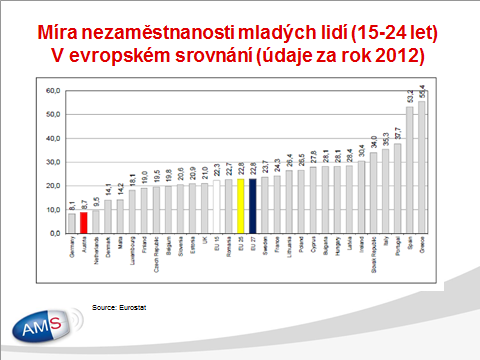 Míra nezaměstnanosti mladých lidí (15-24 let)
V evropském srovnání (údaje za rok 2012)
60,0
50,0
40,0
30,0
20,0
10,0
0,0
8,1
8,7
9,5
14,1
14,2
18,1
19,0
19,5
19,8
20,6
20,9
21,0
22,3
22,7
22,8
22,8
23,7
24,3
26,4
26,5
27,8
28,1
28,1
28,4
30,4
34,0
35,3
37,7
53,2
55,4
Germany
Austria
Netherlands
Denmark
Malta
Luxembourg
Finland
Czech Republic
Belgium
Slovenia
Estonia
UK
EU 15
Romania
EU 25
EU 27
Sweden
France
Lithuania
Poland
Cyprus
Bulgaria
Hungary
Latvia
Ireland
Slovak Republic
Italy
Portugal
Spain
Greece
Source: Eurostat
AMS